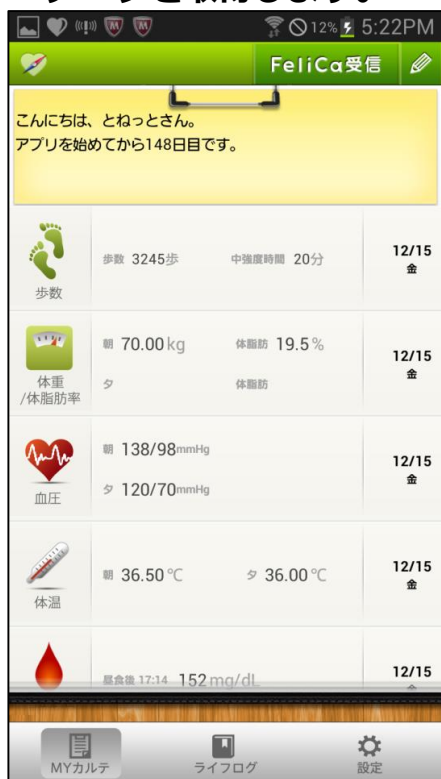 12% 5:22PM
FeliCa受信
こんにちは、とねっとさん。
アプリを始めてから148日目です。
歩数 3245歩 中強度時間 20分 12/15
金
歩数
朝 70.00kg 体脂肪 19.5% 12/15
金
夕 体脂肪
体重
/体脂肪率
朝 138/98mmHg 12/15
金
夕 120/70mmHg
血圧
朝 36.50℃ 夕 36.00℃ 12/15
金
体温
昼食後 17:14 152mg/dL 12/15
MYカルテ ライフログ 設定